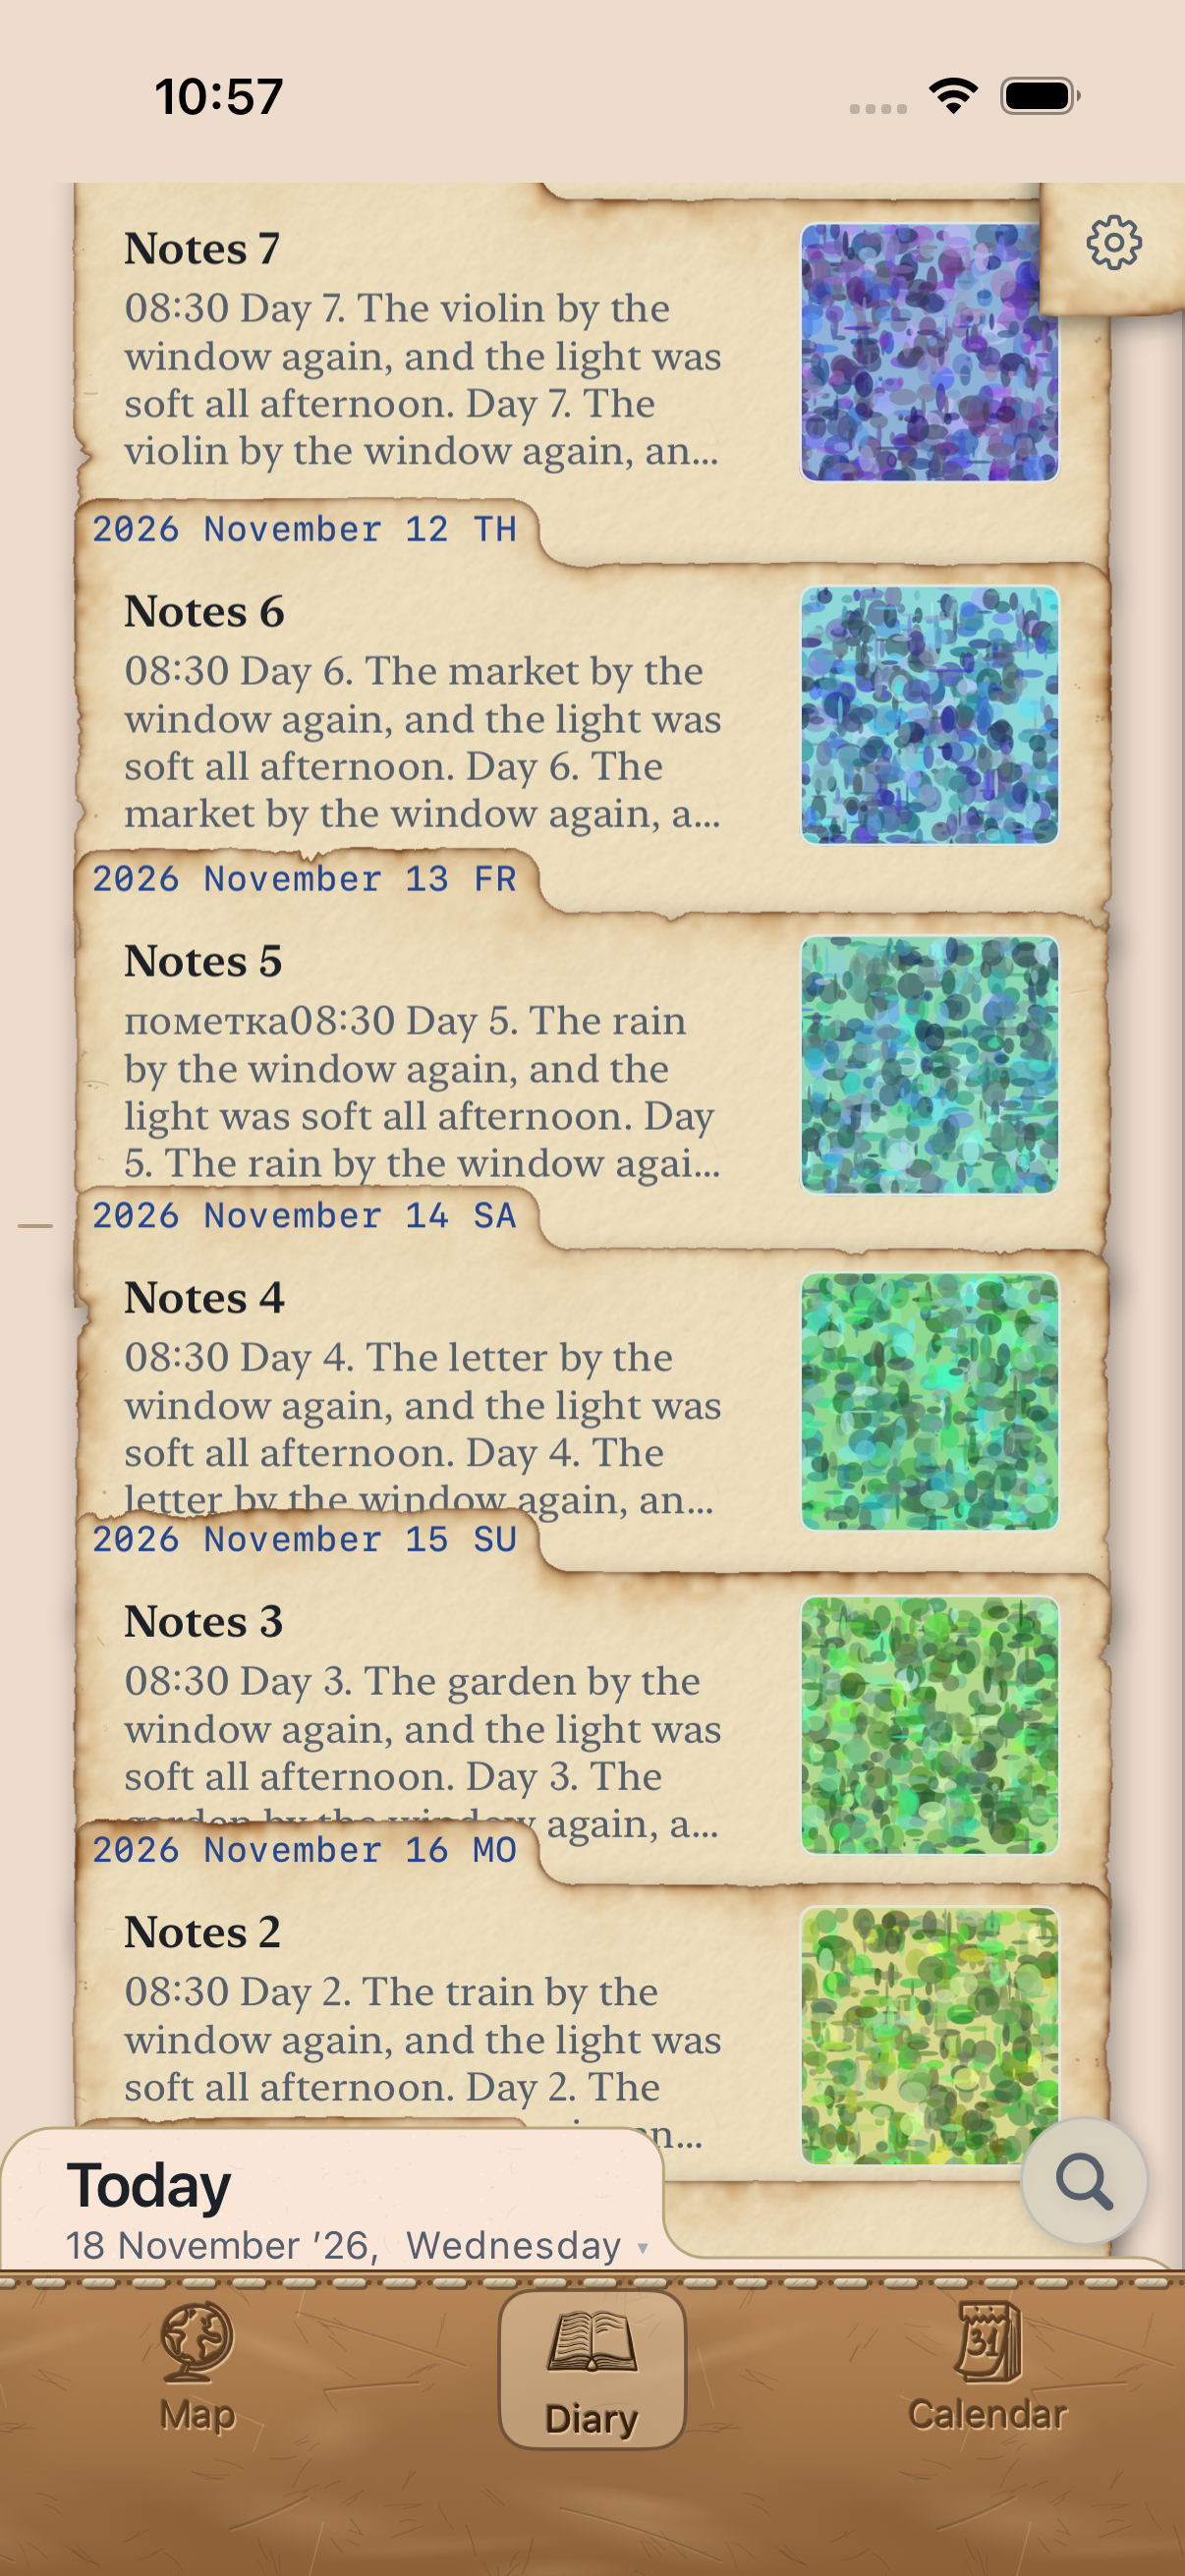 10:57
Notes 7
08:30 Day 7. The violin by the
window again, and the light was
soft all afternoon. Day 7. The
violin by the window again, an...
2026 November 12 TH
Notes 6
08:30 Day 6. The market by the
window again, and the light was
soft all afternoon. Day 6. The
market by the window again, a...
2026 November 13 FR
Notes 5
пометка08:30 Day 5. The rain
by the window again, and the
light was soft all afternoon. Day
5. The rain by the window agai...
2026 November 14 SA
Notes 4
08:30 Day 4. The letter by the
window again, and the light was
soft all afternoon. Day 4. The
letter by the window again, an...
2026 November 15 SU
Notes 3
08:30 Day 3. The garden by the
window again, and the light was
soft all afternoon. Day 3. The
garden by the window again, a...
2026 November 16 MO
Notes 2
08:30 Day 2. The train by the
window again, and the light was
soft all afternoon. Day 2. The
Today
18 November ’26, Wednesday
31
Map
Diary
Calendar